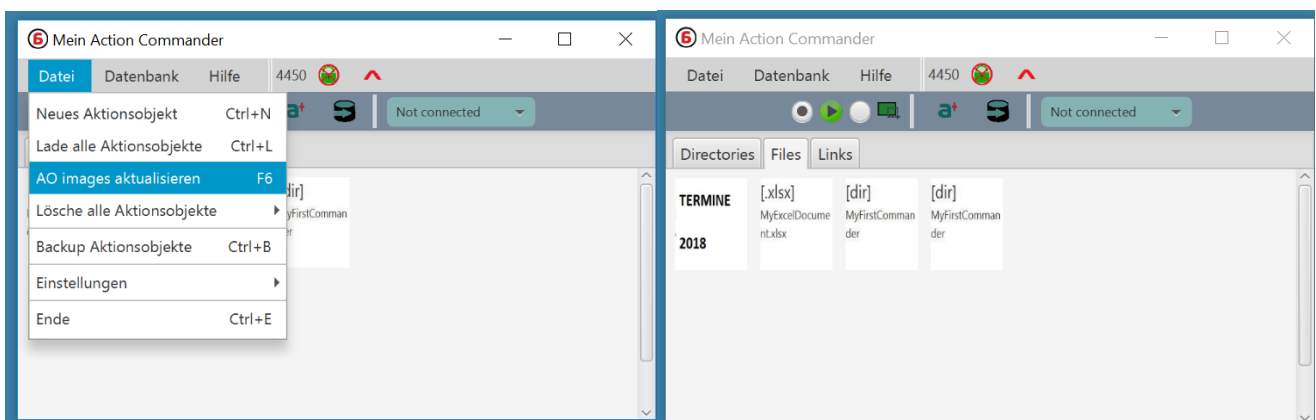 Mein Action Commander
Datei Datenbank Hilfe 4450
Neues Aktionsobjekt Ctrl+N
a+ Not connected
Lade alle Aktionsobjekte Ctrl+L
AO images aktualisieren F6
Lösche alle Aktionsobjekte
Backup Aktionsobjekte Ctrl+B
Einstellungen
Ende Ctrl+E
dir]
yFirstComman
er
Mein Action Commander
Datei Datenbank Hilfe 4450
a+ Not connected
Directories Files Links
TERMINE
2018
[.xlsx]
MyExcelDocume
nt.xlsx
[dir]
MyFirstComman
der
[dir]
MyFirstComman
der